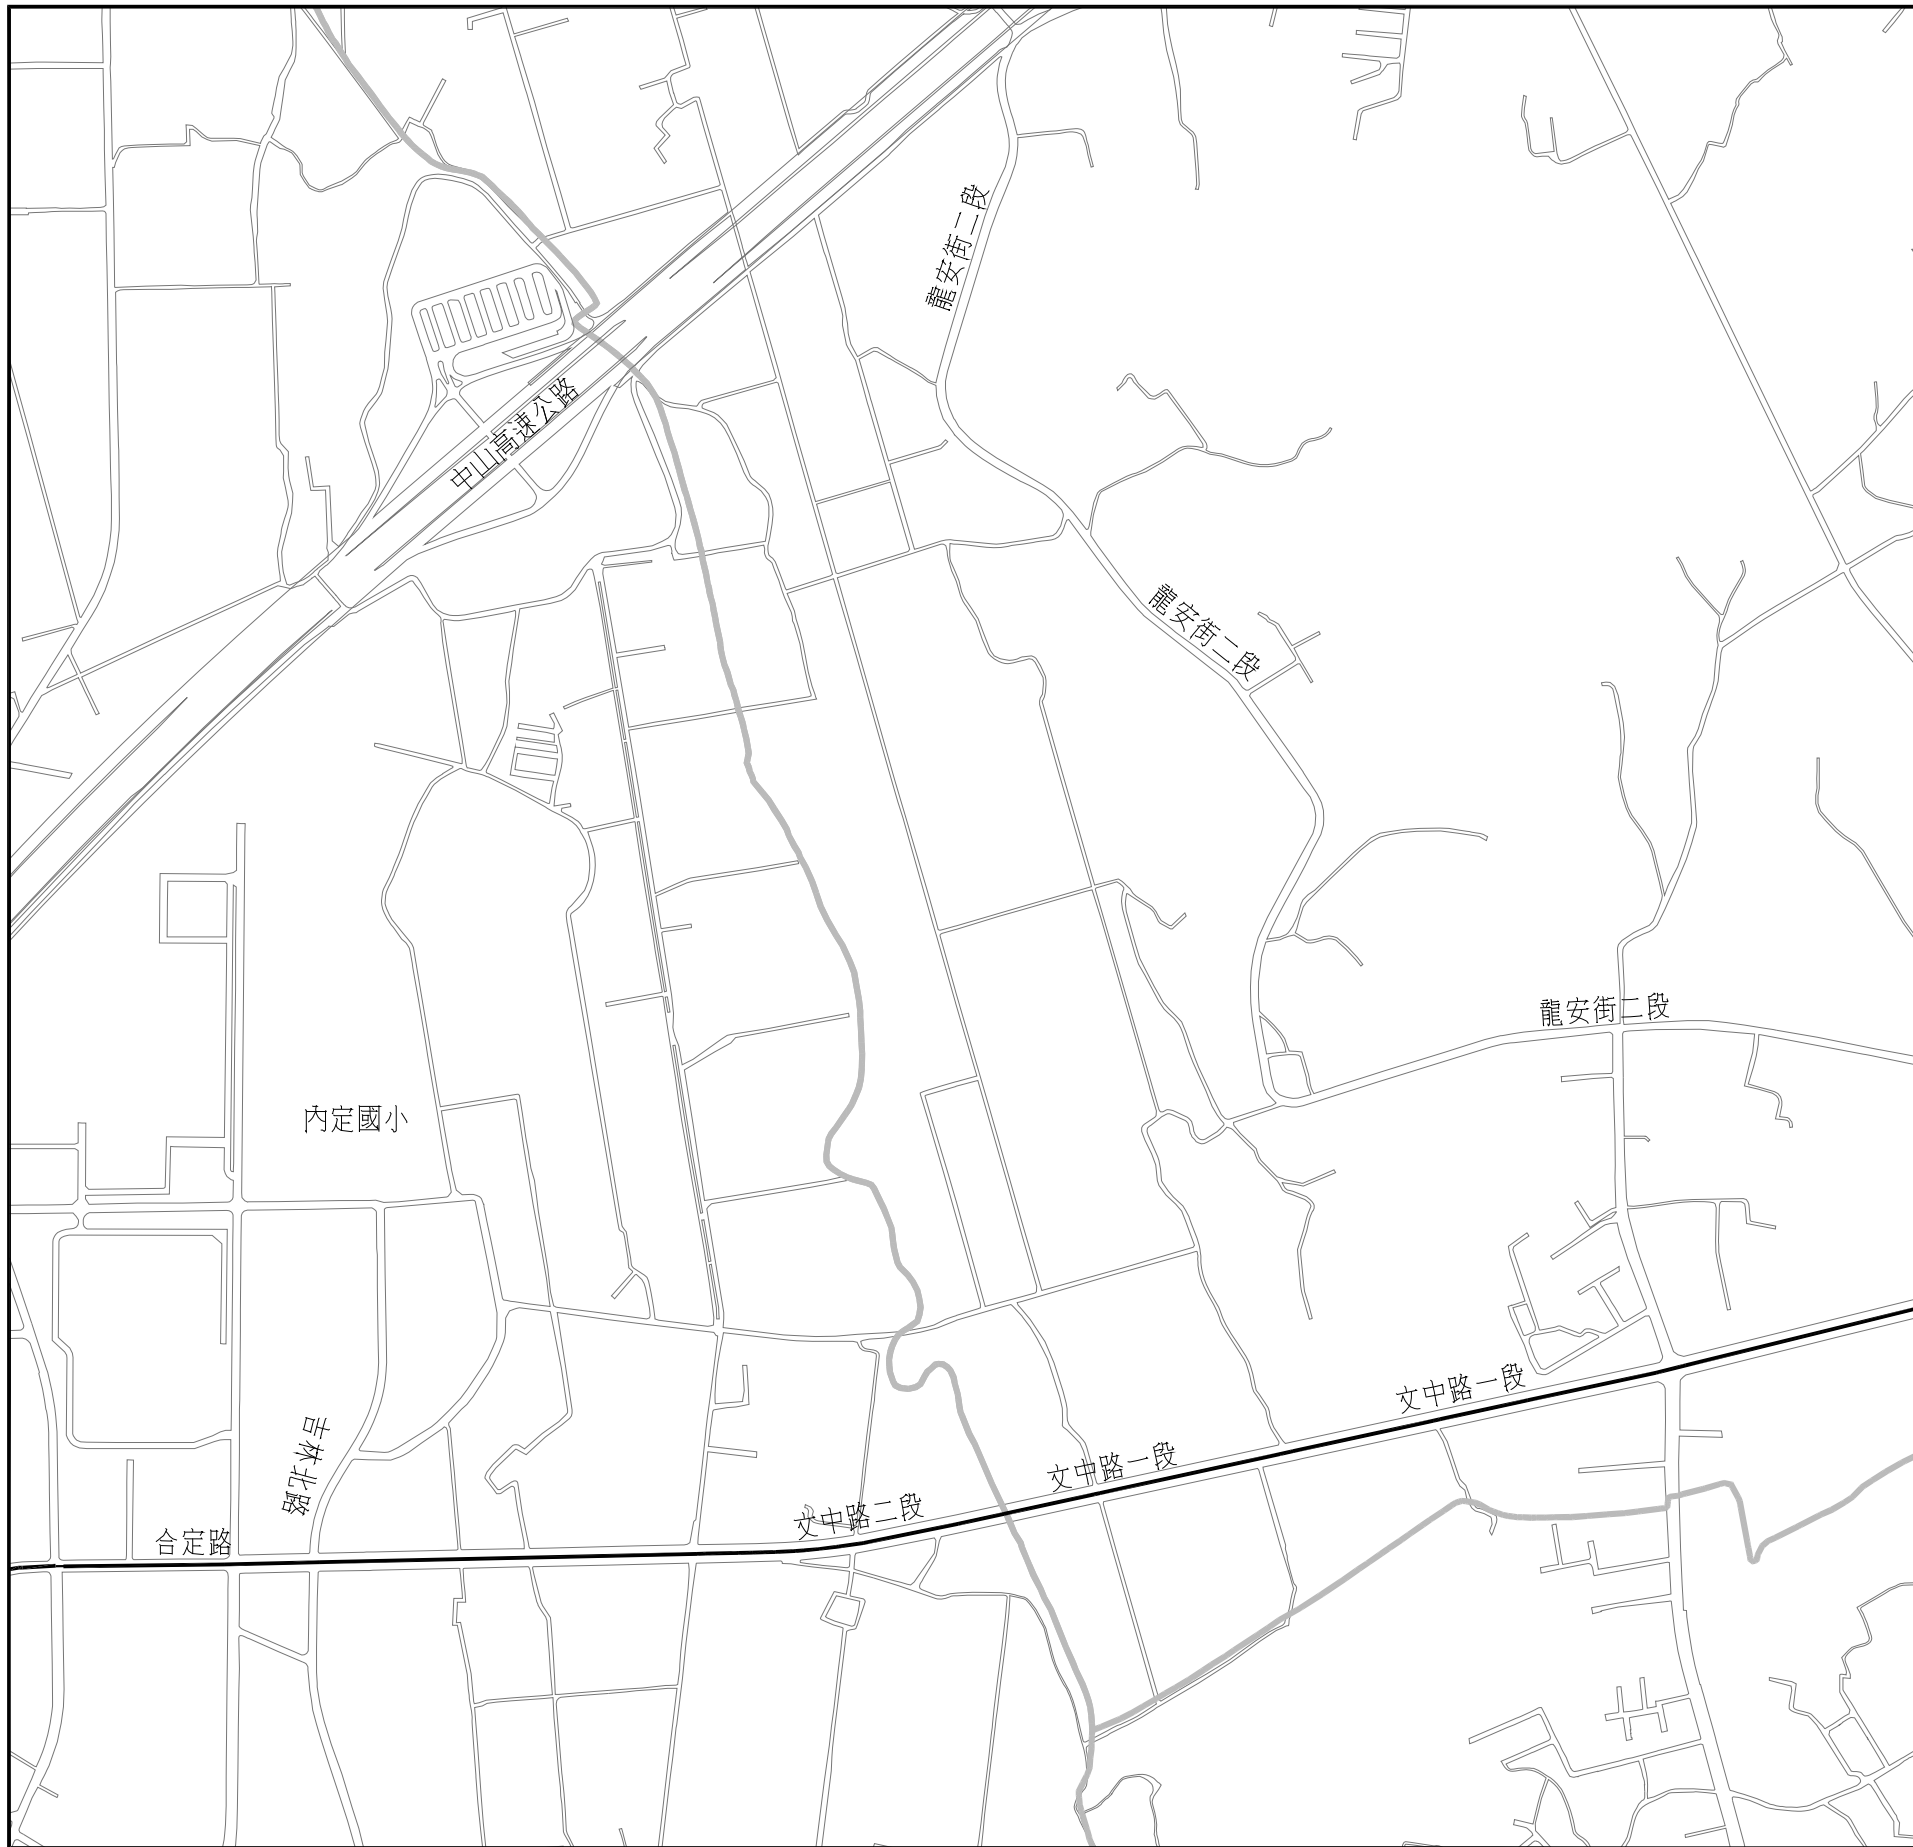 龍安街二段
中山高速公路
龍安街二段
龍安街二段
內定國小
文中路一段
吉林北路
文中路一段
文中路二段
合定路